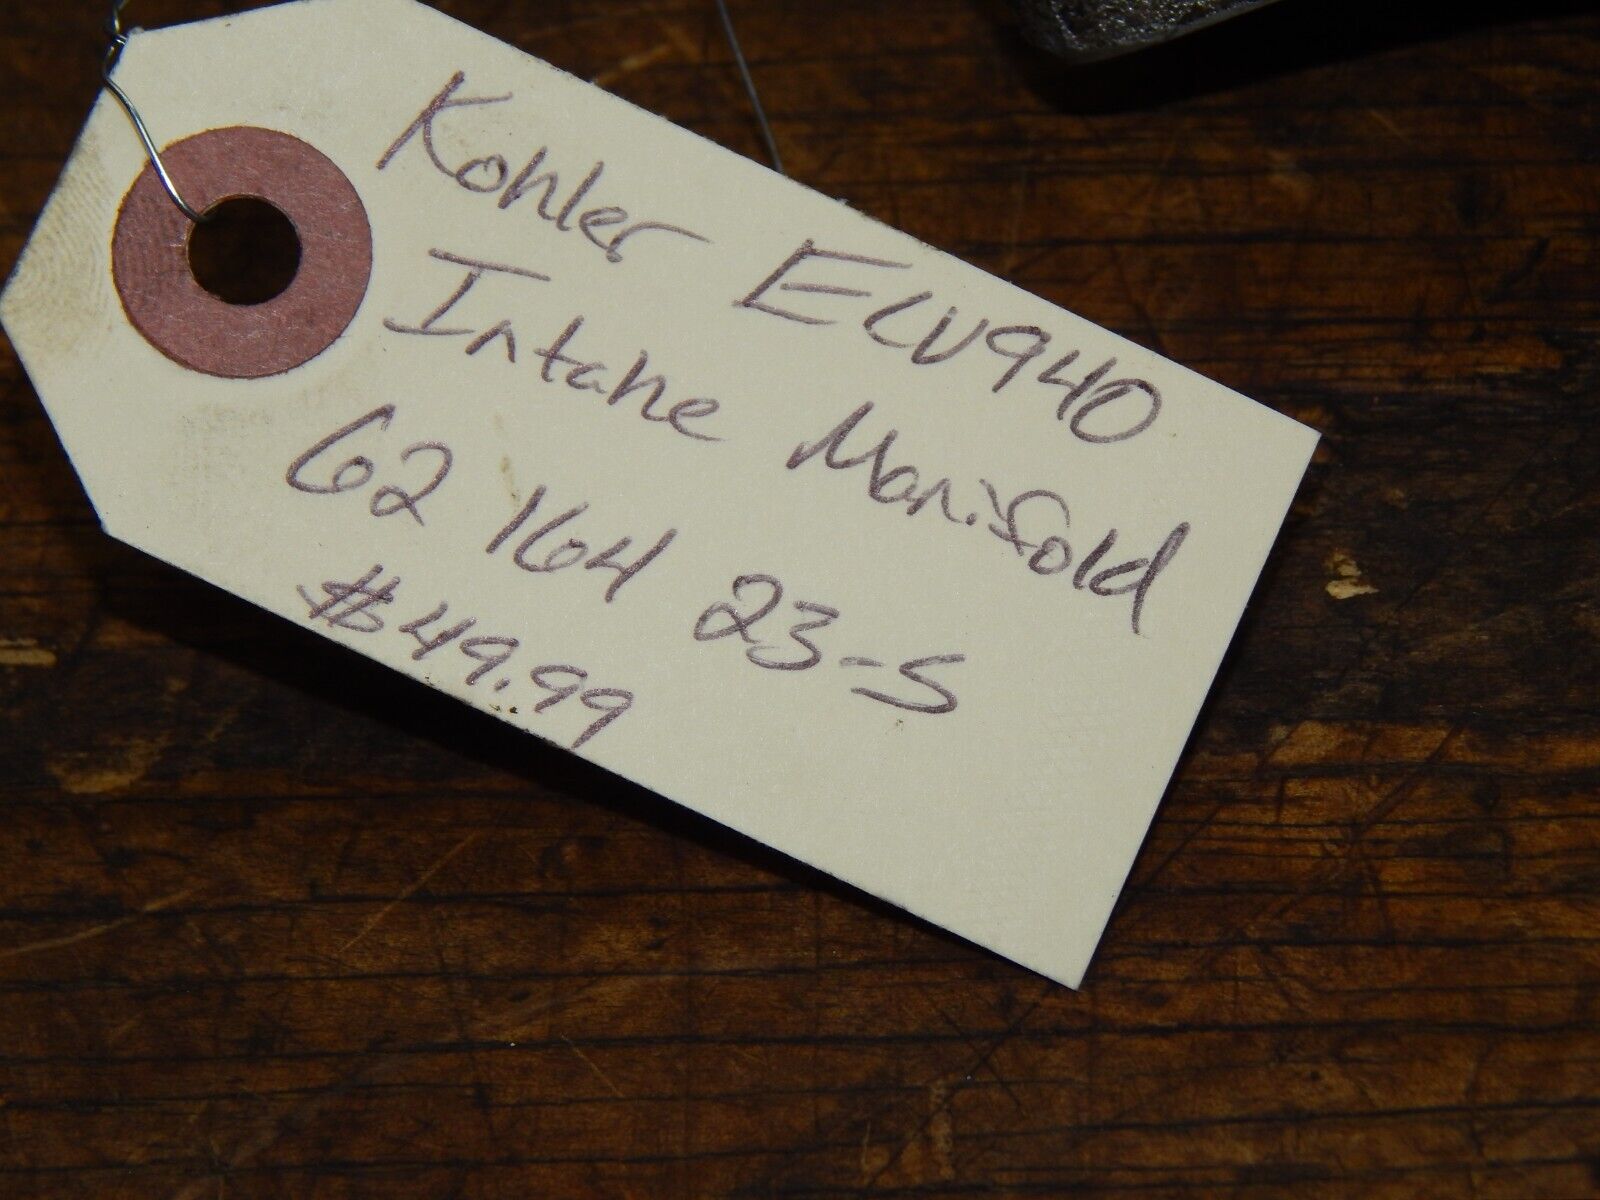 Kohler ECV940
Intake Manifold
62 164 23-S
$49.99